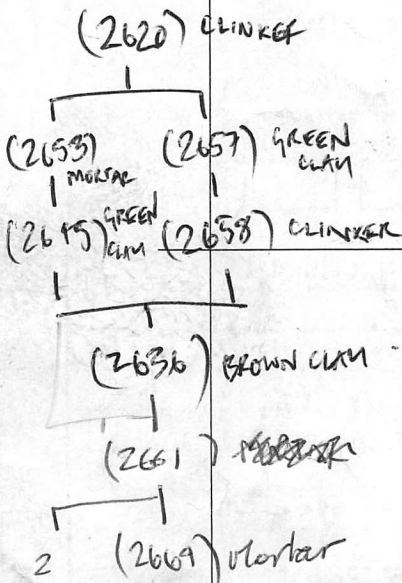 (2620) CLINKER
(2653) (2657) GREEN
MORTAR CLAY
(2645) GREEN (2658) CLINKER
CLAY
(2636) BROWN CLAY
(2661)
2 (2669) Mortar